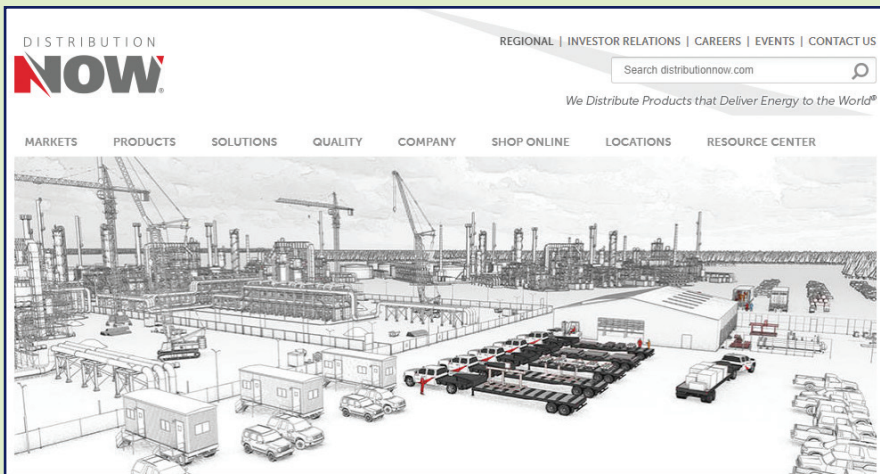 DISTRIBUTION
NOW®
REGIONAL | INVESTOR RELATIONS | CAREERS | EVENTS | CONTACT US
Search distributionnow.com
We Distribute Products that Deliver Energy to the World®
MARKETS PRODUCTS SOLUTIONS QUALITY COMPANY SHOP ONLINE LOCATIONS RESOURCE CENTER